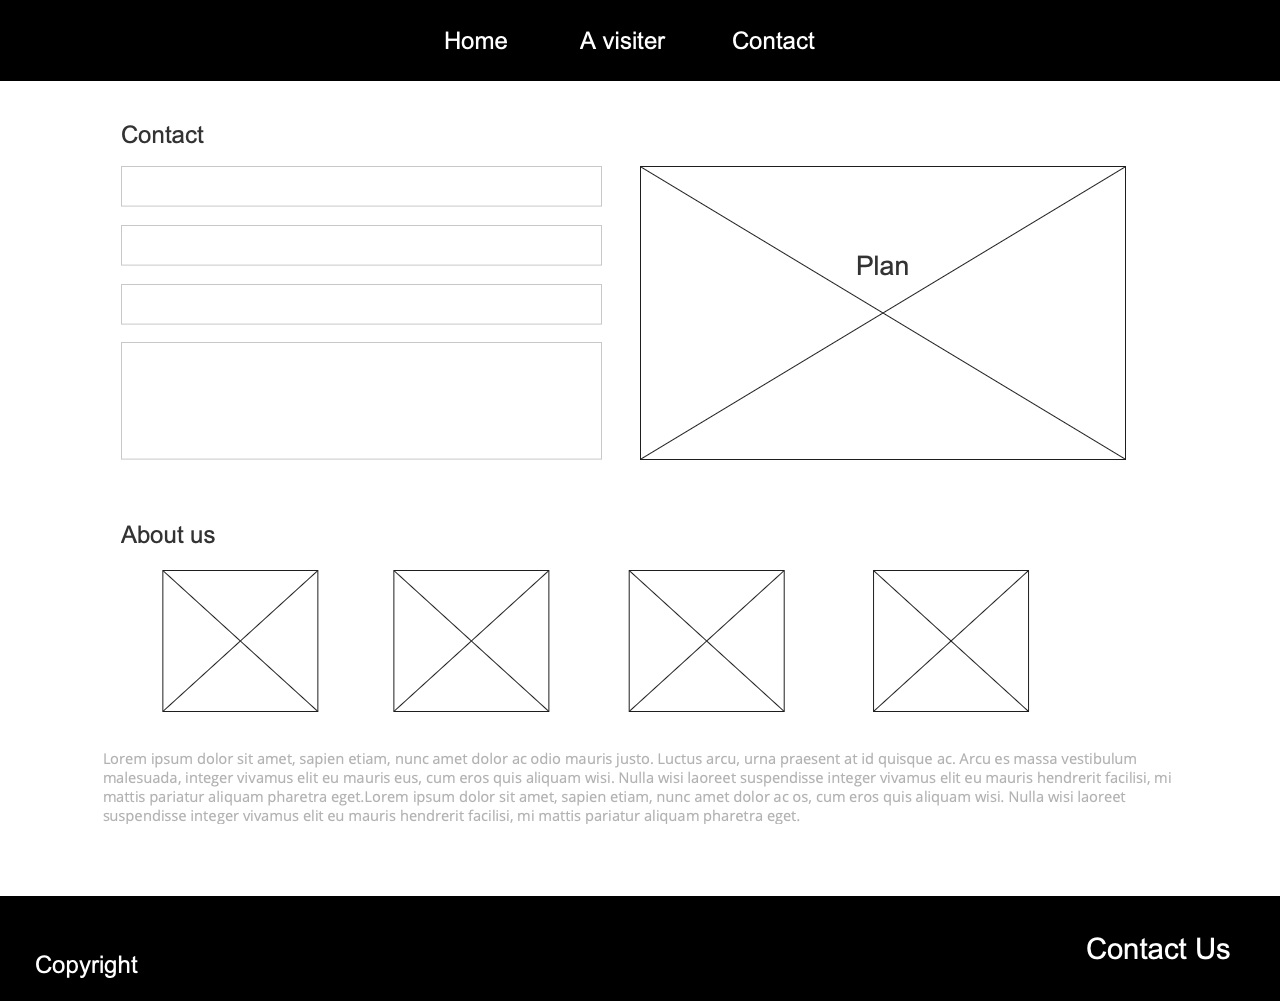 Home A visiter Contact
Contact
Plan
About us
Lorem ipsum dolor sit amet, sapien etiam, nunc amet dolor ac odio mauris justo. Luctus arcu, urna praesent at id quisque ac. Arcu es massa vestibulum
malesuada, integer vivamus elit eu mauris eus, cum eros quis aliquam wisi. Nulla wisi laoreet suspendisse integer vivamus elit eu mauris hendrerit facilisi, mi
mattis pariatur aliquam pharetra eget.Lorem ipsum dolor sit amet, sapien etiam, nunc amet dolor ac os, cum eros quis aliquam wisi. Nulla wisi laoreet
suspendisse integer vivamus elit eu mauris hendrerit facilisi, mi mattis pariatur aliquam pharetra eget.
Contact Us
Copyright